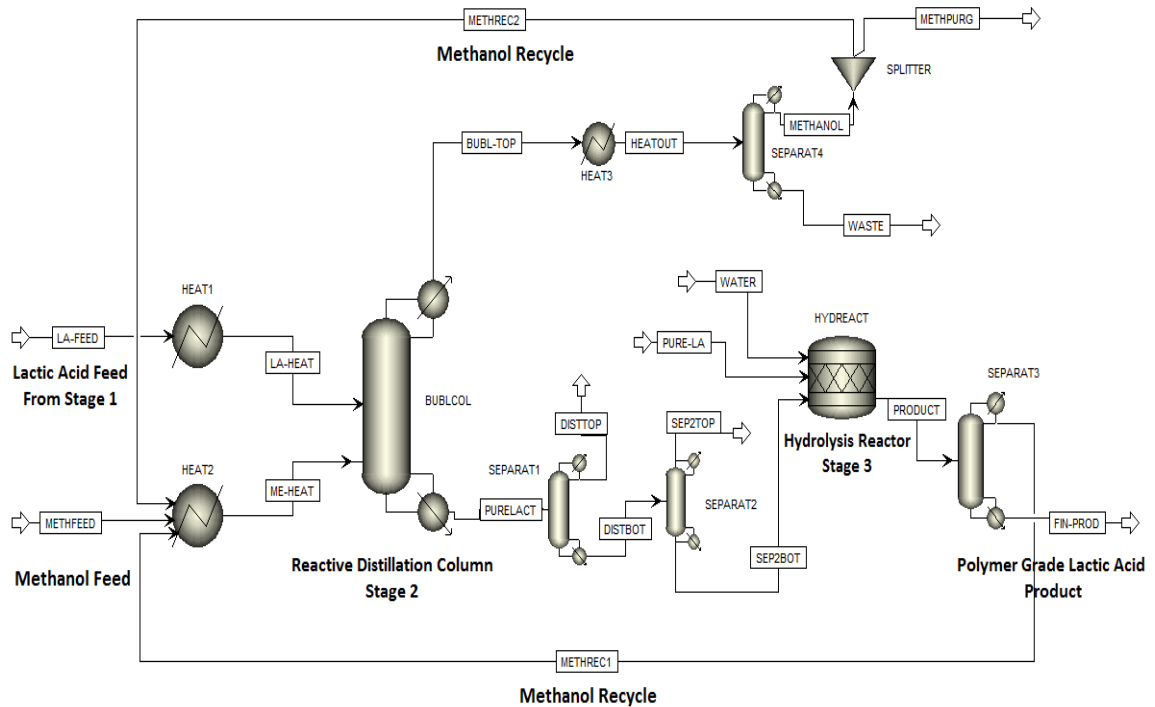 METHREC2
METHPURG
Methanol Recycle
SPLITTER
METHANOL
BUBL-TOP
HEATOUT
SEPARAT4
HEAT3
WASTE
WATER
HEAT1
HYDREACT
LA-FEED
PURE-LA
LA-HEAT
SEPARAT3
Lactic Acid Feed
From Stage 1
BUBLCOL
PRODUCT
DISTTOP
SEP2TOP
Hydrolysis Reactor
Stage 3
HEAT2
SEPARAT1
ME-HEAT
SEPARAT2
PURELACT
METHFEED
DISTBOT
FIN-PROD
SEP2BOT
Reactive Distillation Column
Stage 2
Methanol Feed
Polymer Grade Lactic Acid
Product
METHREC1
Methanol Recycle